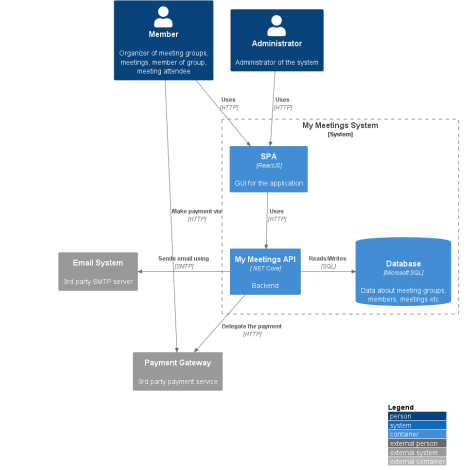 Member
Organizer of meeting groups,
meetings, member of group,
meeting attendee
Administrator
Administrator of the system
Uses
[HTTP]
Uses
[HTTP]
My Meetings System
[System]
SPA
[ReactJS]
GUI for the application
Make payment via
[HTTP]
Uses
[HTTP]
Email System
3rd party SMTP server
Sends email using
[SMTP]
My Meetings API
[.NET Core]
Backend
Reads/Writes
[SQL]
Database
[Microsoft SQL]
Data about meeting groups,
members, meetings etc
Delegate the payment
[HTTP]
Payment Gateway
3rd party payment service
Legend
person
system
container
external person
external system
external container